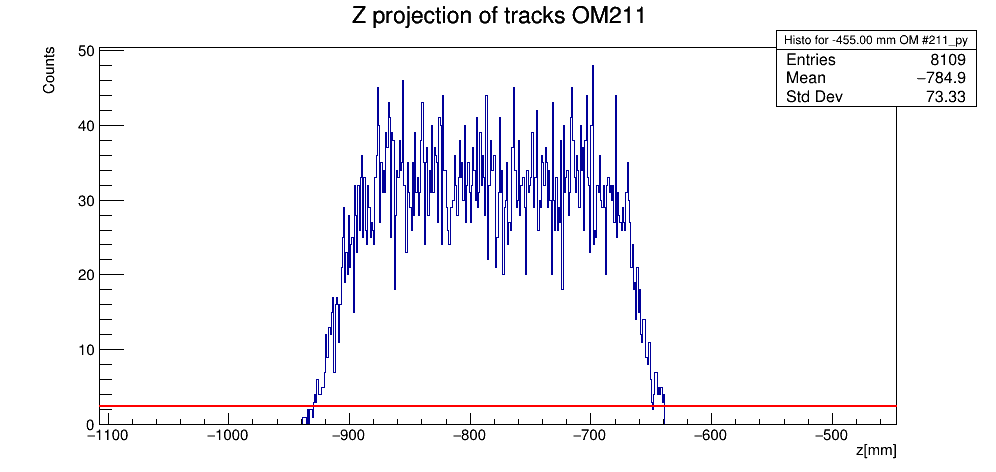 Z projection of tracks OM211
Histo for -455.00 mm OM #211_py
Entries 8109
Mean −784.9
Std Dev 73.33
Counts
50
40
30
20
10
0
−1100 −1000 −900 −800 −700 −600 −500
z[mm]